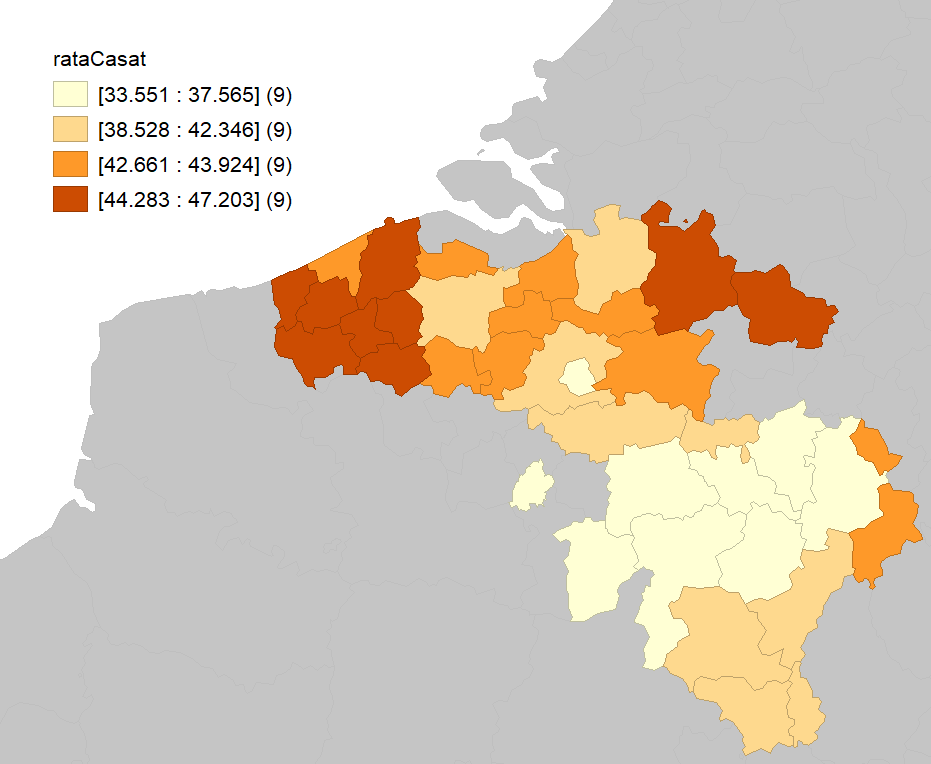 rataCasat
[33.551 : 37.565] (9)
[38.528 : 42.346] (9)
[42.661 : 43.924] (9)
[44.283 : 47.203] (9)